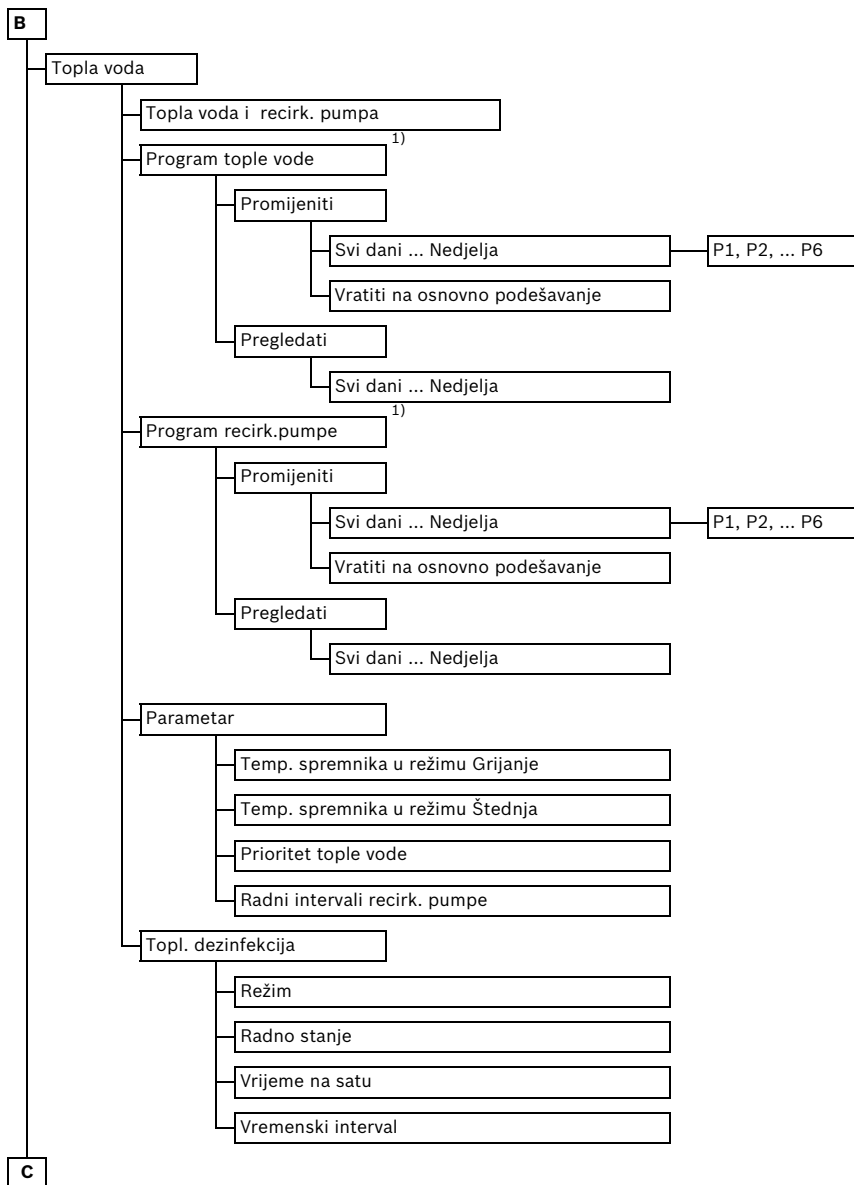 B
Topla voda
Topla voda i recirk. pumpa
Program tople vode 1)
Promijeniti
Svi dani ... Nedjelja P1, P2, ... P6
Vratiti na osnovno podešavanje
Pregledati
Svi dani ... Nedjelja
Program recirk.pumpe 1)
Promijeniti
Svi dani ... Nedjelja P1, P2, ... P6
Vratiti na osnovno podešavanje
Pregledati
Svi dani ... Nedjelja
Parametar
Temp. spremnika u režimu Grijanje
Temp. spremnika u režimu Štednja
Prioritet tople vode
Radni intervali recirk. pumpe
Topl. dezinfekcija
Režim
Radno stanje
Vrijeme na satu
Vremenski interval
C